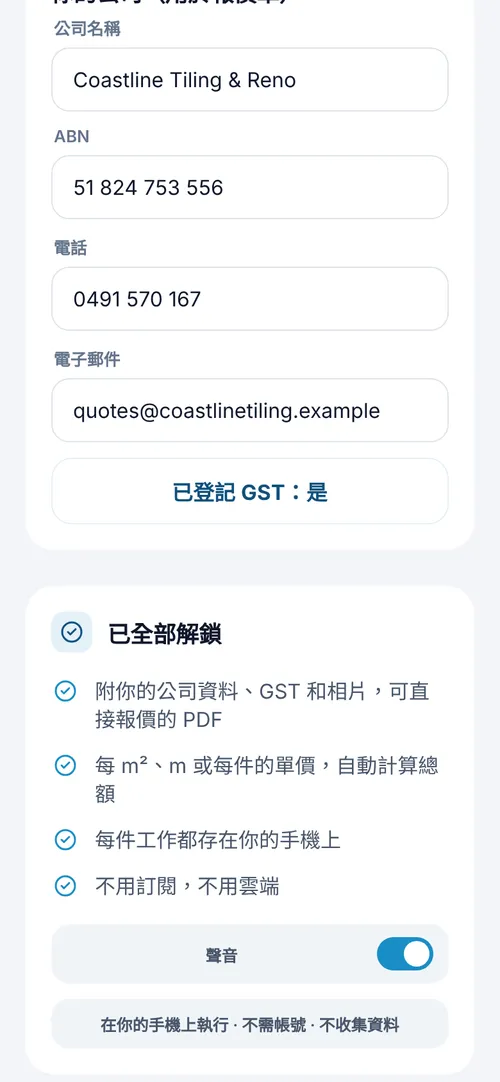 公司名稱
Coastline Tiling & Reno
ABN
51 824 753 556
電話
0491 570 167
電子郵件
quotes@coastlinetiling.example
已登記 GST：是
已全部解鎖
附你的公司資料、GST 和相片，可直
接報價的 PDF
每 m²、m 或每件的單價，自動計算總
額
每件工作都存在你的手機上
不用訂閱，不用雲端
聲音
在你的手機上執行 · 不需帳號 · 不收集資料